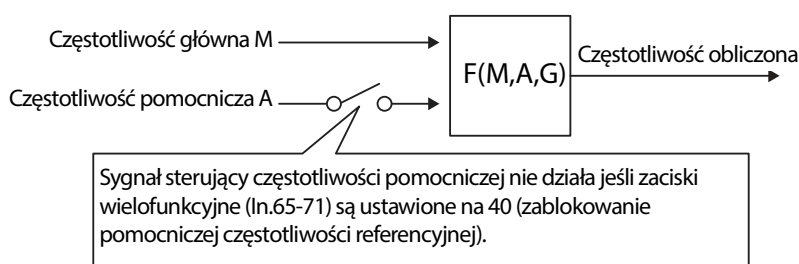 Częstotliwość główna M
Częstotliwość obliczona
F(M,A,G)
Częstotliwość pomocnicza A
Sygnał sterujący częstotliwości pomocniczej nie działa jeśli zaciski
wielofunkcyjne (In.65-71) są ustawione na 40 (zablokowanie
pomocniczej częstotliwości referencyjnej).